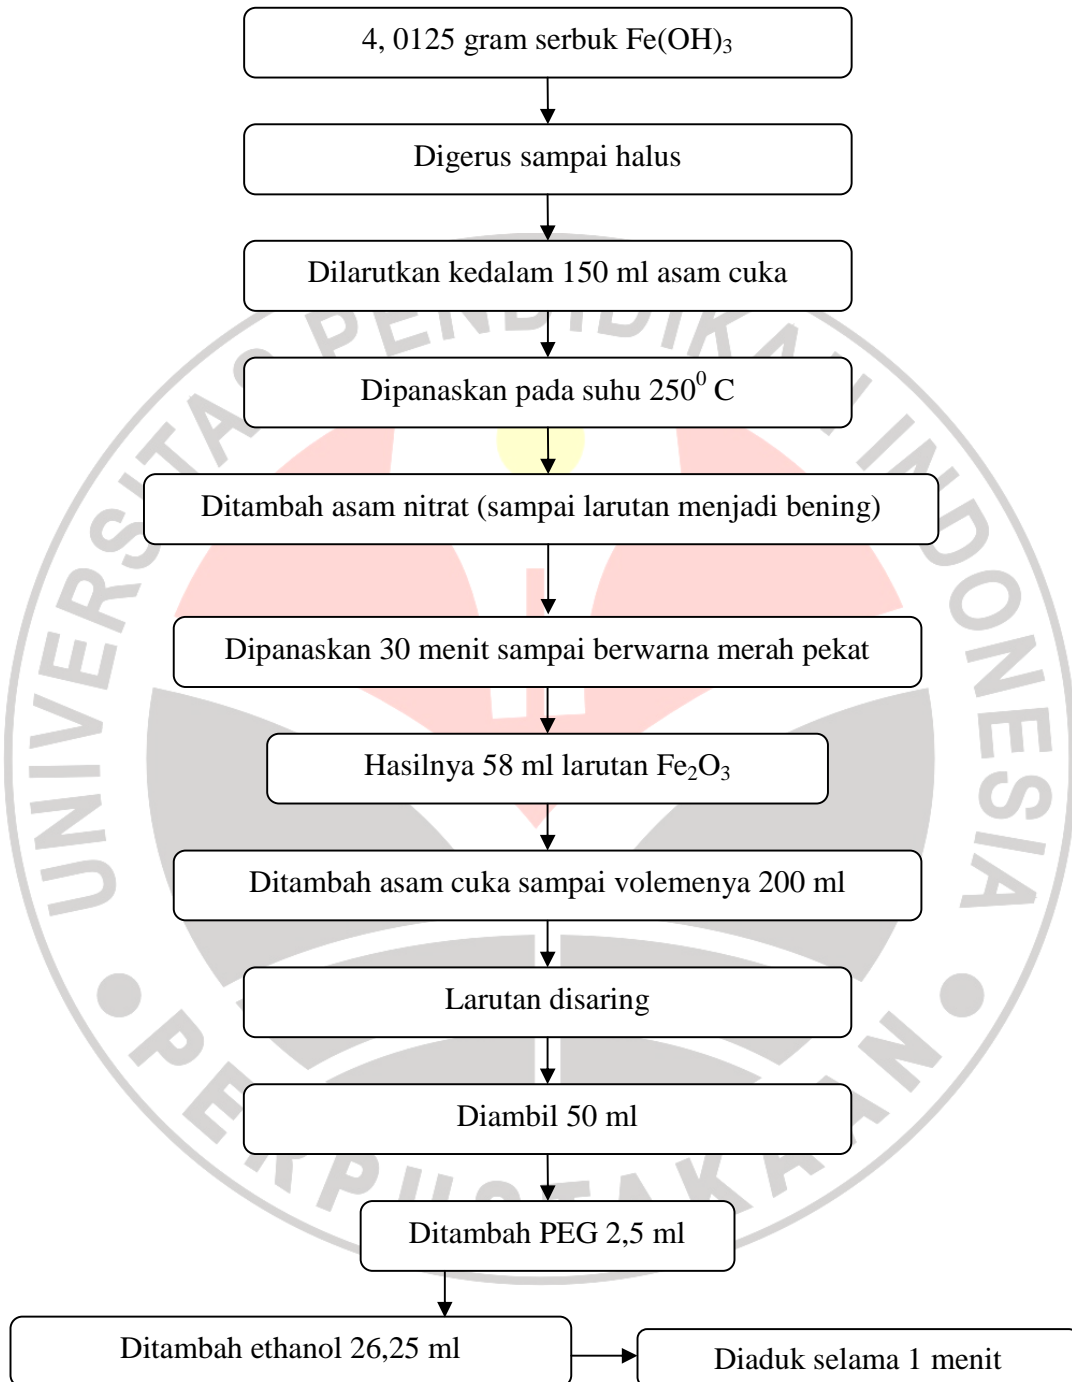 4, 0125 gram serbuk Fe(OH)₃
Digerus sampai halus
Dilarutkan kedalam 150 ml asam cuka
Dipanaskan pada suhu 250⁰ C
Ditambah asam nitrat (sampai larutan menjadi bening)
Dipanaskan 30 menit sampai berwarna merah pekat
Hasilnya 58 ml larutan Fe₂O₃
Ditambah asam cuka sampai volemenya 200 ml
Larutan disaring
Diambil 50 ml
Ditambah PEG 2,5 ml
Ditambah ethanol 26,25 ml
Diaduk selama 1 menit
UNIVERSITAS PENDIDIKAN INDONESIA
PERPUSTAKAAN